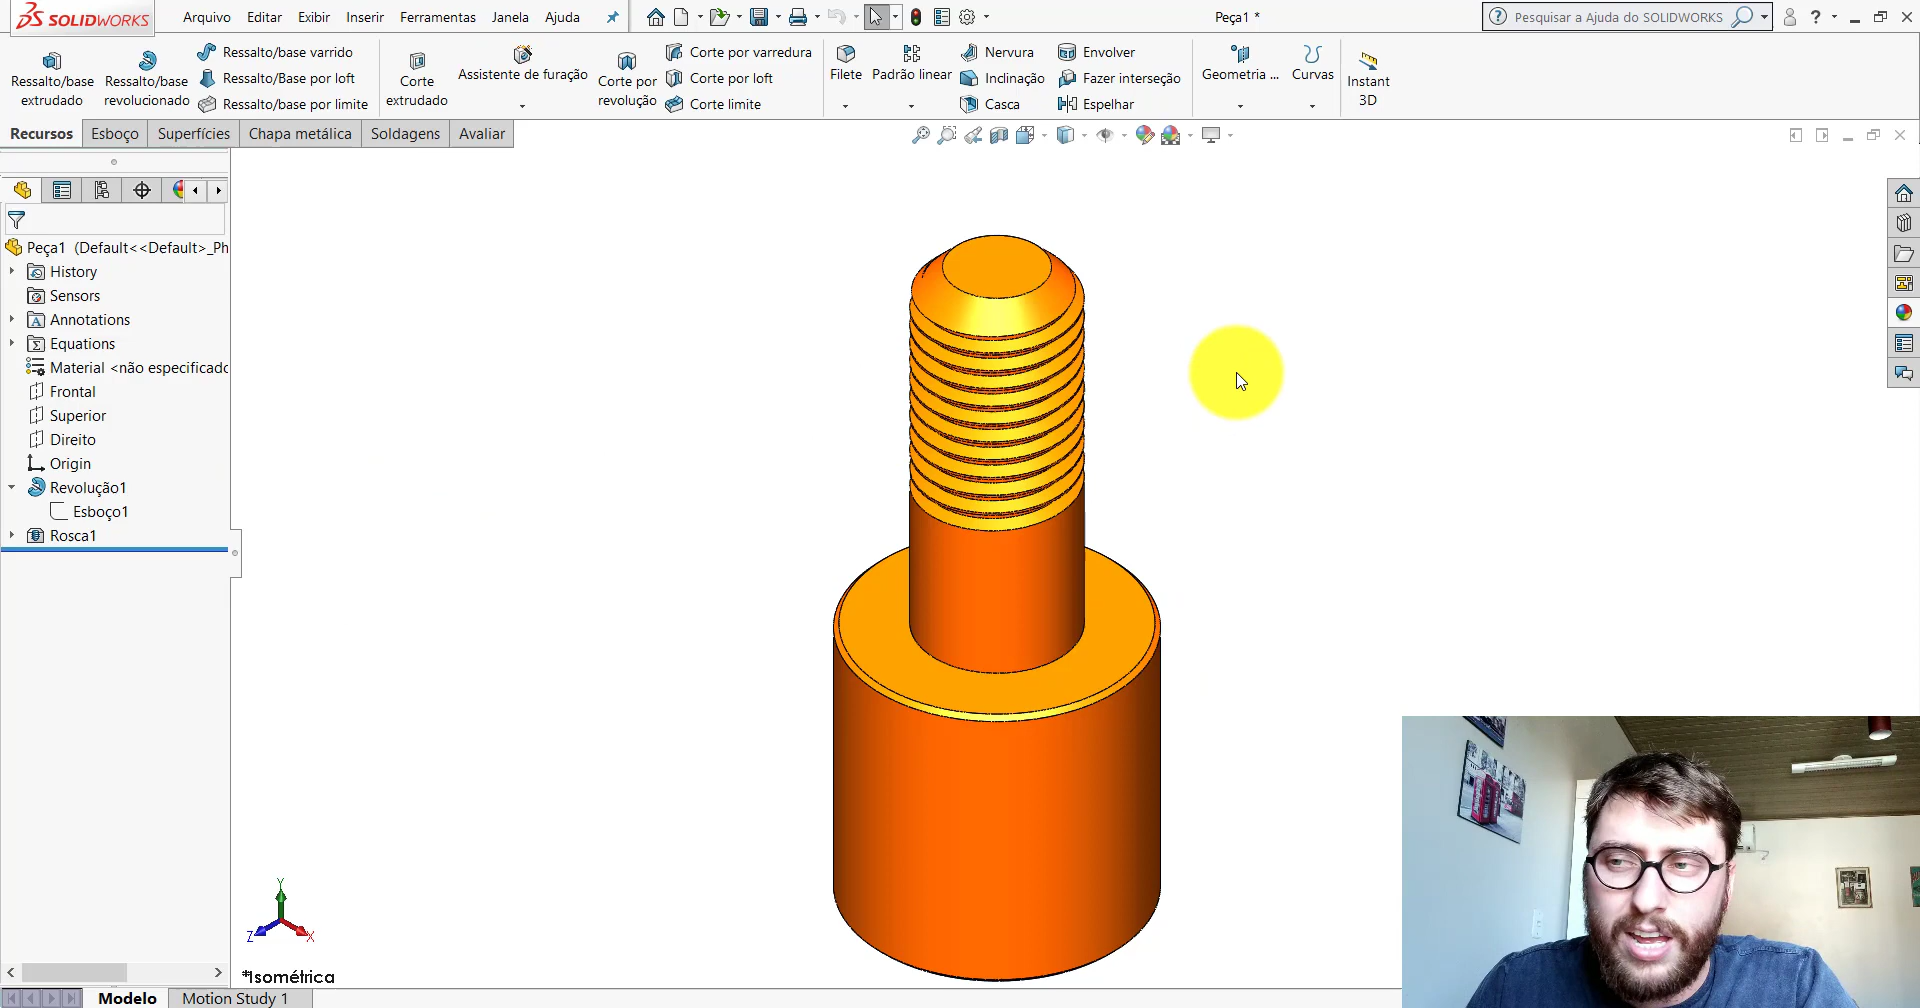 SOLIDWORKS
Arquivo Editar Exibir Inserir Ferramentas Janela Ajuda
Peça1 *
Pesquisar a Ajuda do SOLIDWORKS
Ressalto/base extrudado
Ressalto/base revolucionado
Ressalto/base varrido
Ressalto/Base por loft
Ressalto/base por limite
Corte extrudado
Assistente de furação
Corte por revolução
Corte por varredura
Corte por loft
Corte limite
Filete
Padrão linear
Nervura
Inclinação
Casca
Envolver
Fazer interseção
Espelhar
Geometria ...
Curvas
Instant 3D
Recursos Esboço Superfícies Chapa metálica Soldagens Avaliar
Peça1 (Default<<Default>_Ph
History
Sensors
Annotations
Equations
Material <não especificado
Frontal
Superior
Direito
Origin
Revolução1
Esboço1
Rosca1
Y
Z
X
*Isométrica
Modelo Motion Study 1